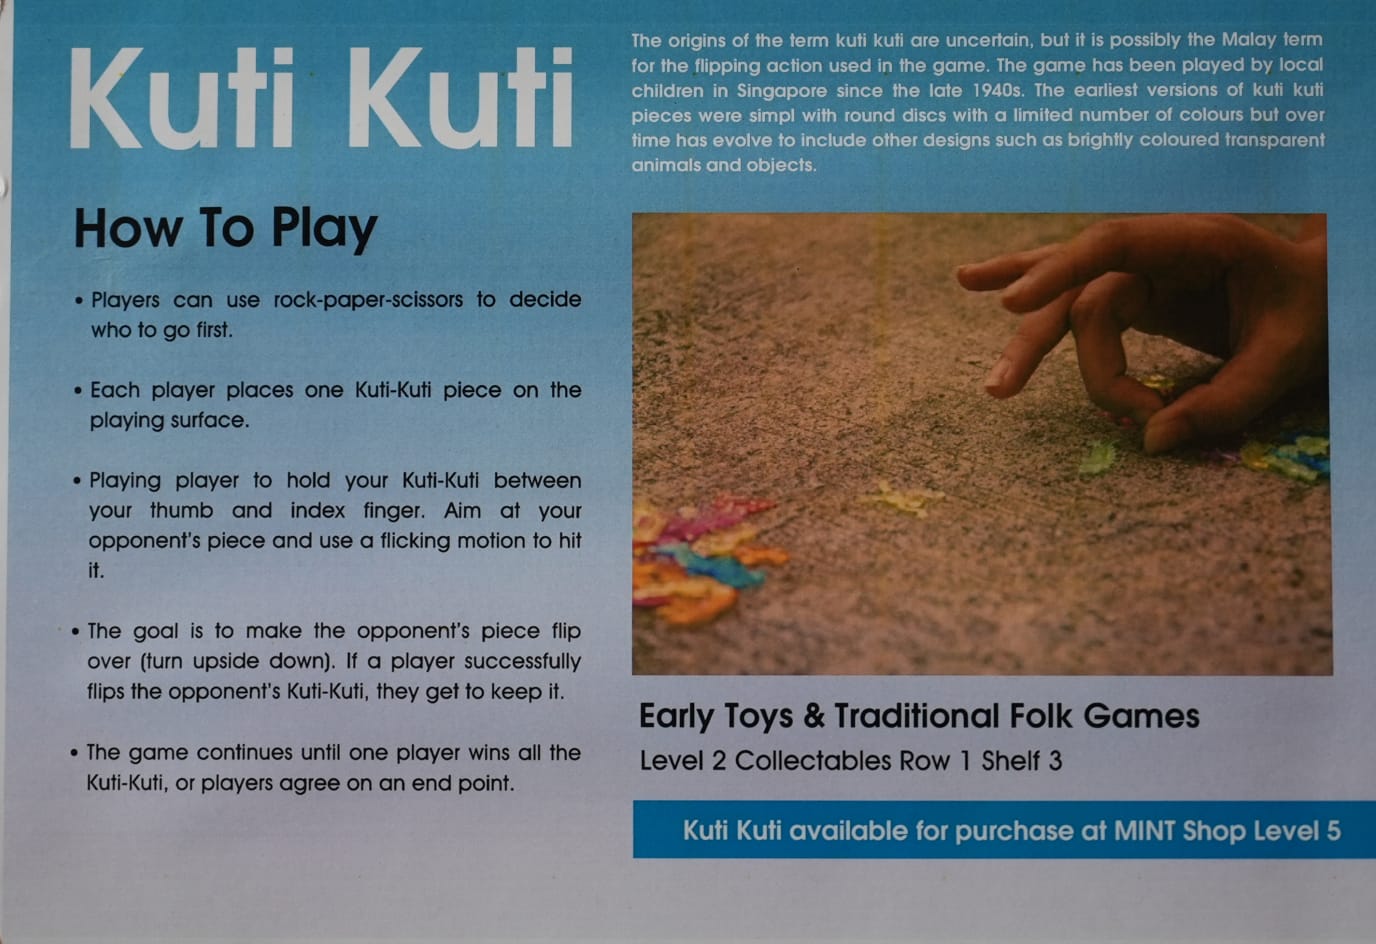 Kuti Kuti
The origins of the term kuti kuti are uncertain, but it is possibly the Malay term
for the flipping action used in the game. The game has been played by local
children in Singapore since the late 1940s. The earliest versions of kuti kuti
pieces were simpl with round discs with a limited number of colours but over
time has evolve to include other designs such as brightly coloured transparent
animals and objects.
How To Play
• Players can use rock-paper-scissors to decide
who to go first.
• Each player places one Kuti-Kuti piece on the
playing surface.
• Playing player to hold your Kuti-Kuti between
your thumb and index finger. Aim at your
opponent's piece and use a flicking motion to hit
it.
• The goal is to make the opponent's piece flip
over (turn upside down). If a player successfully
flips the opponent's Kuti-Kuti, they get to keep it.
• The game continues until one player wins all the
Kuti-Kuti, or players agree on an end point.
Early Toys & Traditional Folk Games
Level 2 Collectables Row 1 Shelf 3
Kuti Kuti available for purchase at MINT Shop Level 5